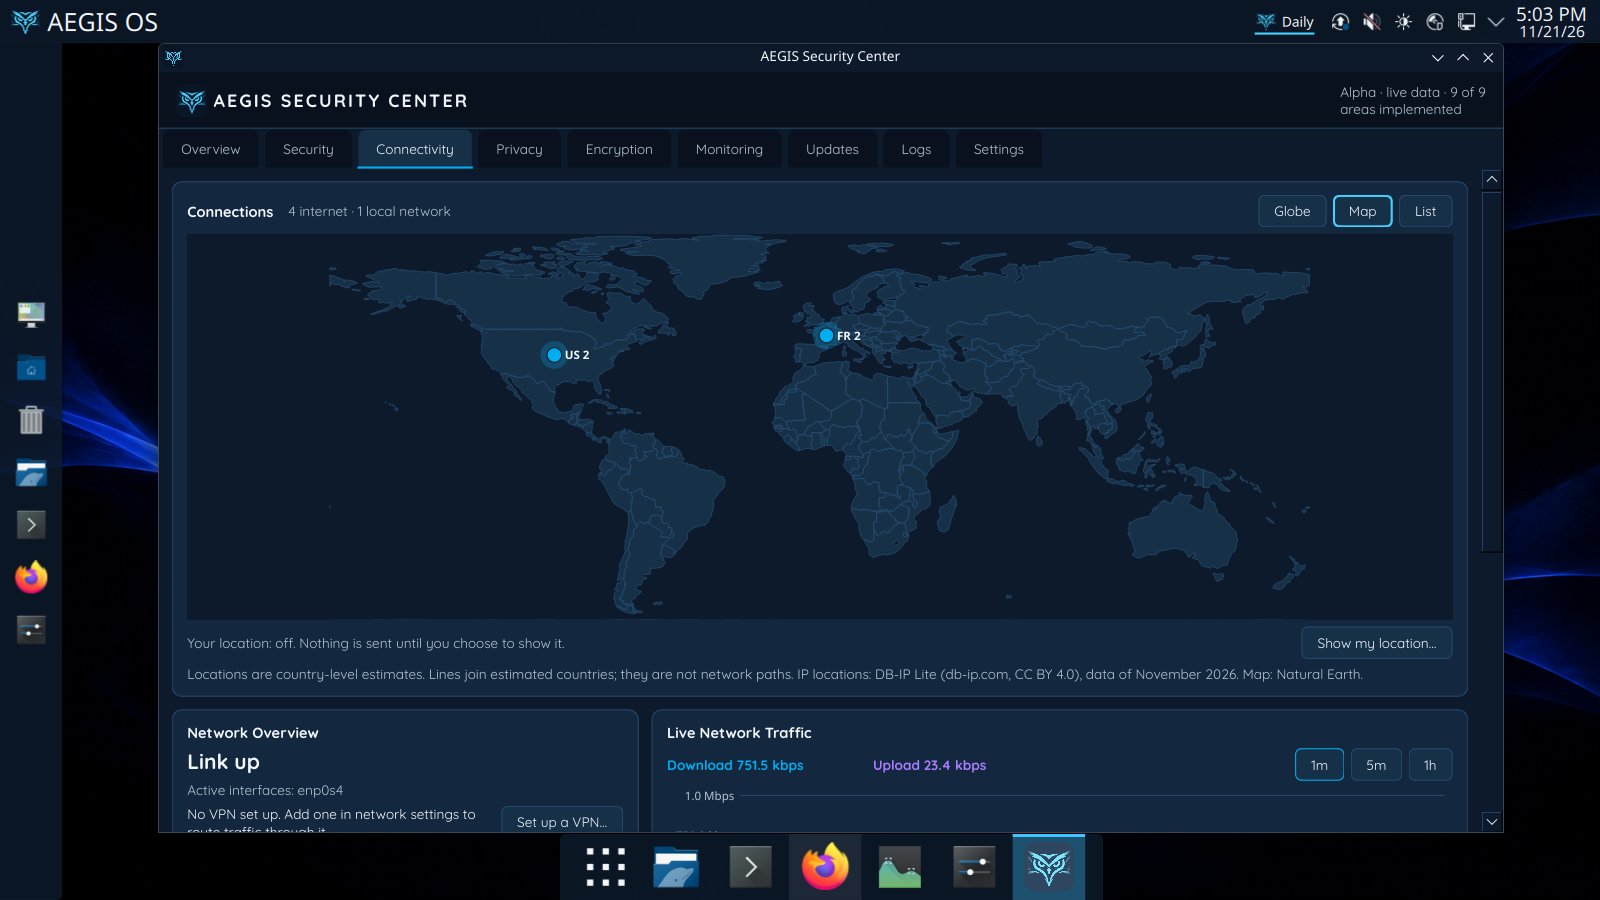 AEGIS OS
Daily
5:03 PM
11/21/26
AEGIS Security Center
AEGIS SECURITY CENTER
Alpha · live data · 9 of 9
areas implemented
Overview
Security
Connectivity
Privacy
Encryption
Monitoring
Updates
Logs
Settings
Connections
4 internet · 1 local network
Globe
Map
List
US 2
FR 2
Your location: off. Nothing is sent until you choose to show it.
Show my location...
Locations are country-level estimates. Lines join estimated countries; they are not network paths. IP locations: DB-IP Lite (db-ip.com, CC BY 4.0), data of November 2026. Map: Natural Earth.
Network Overview
Link up
Active interfaces: enp0s4
No VPN set up. Add one in network settings to
route traffic through it.
Set up a VPN...
Live Network Traffic
Download 751.5 kbps
Upload 23.4 kbps
1m
5m
1h
1.0 Mbps